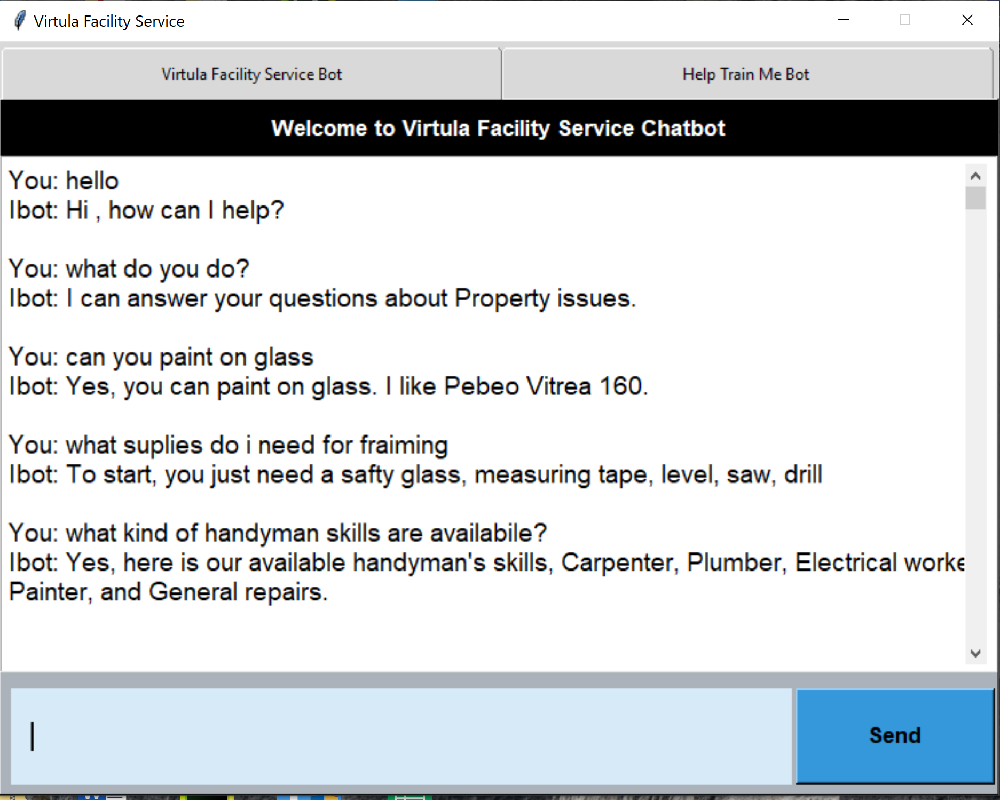 Virtula Facility Service
Virtula Facility Service Bot
Help Train Me Bot
Welcome to Virtula Facility Service Chatbot
You: hello
Ibot: Hi , how can I help?
You: what do you do?
Ibot: I can answer your questions about Property issues.
You: can you paint on glass
Ibot: Yes, you can paint on glass. I like Pebeo Vitrea 160.
You: what suplies do i need for fraiming
Ibot: To start, you just need a safty glass, measuring tape, level, saw, drill
You: what kind of handyman skills are availabile?
Ibot: Yes, here is our available handyman's skills, Carpenter, Plumber, Electrical worke
Painter, and General repairs.
Send